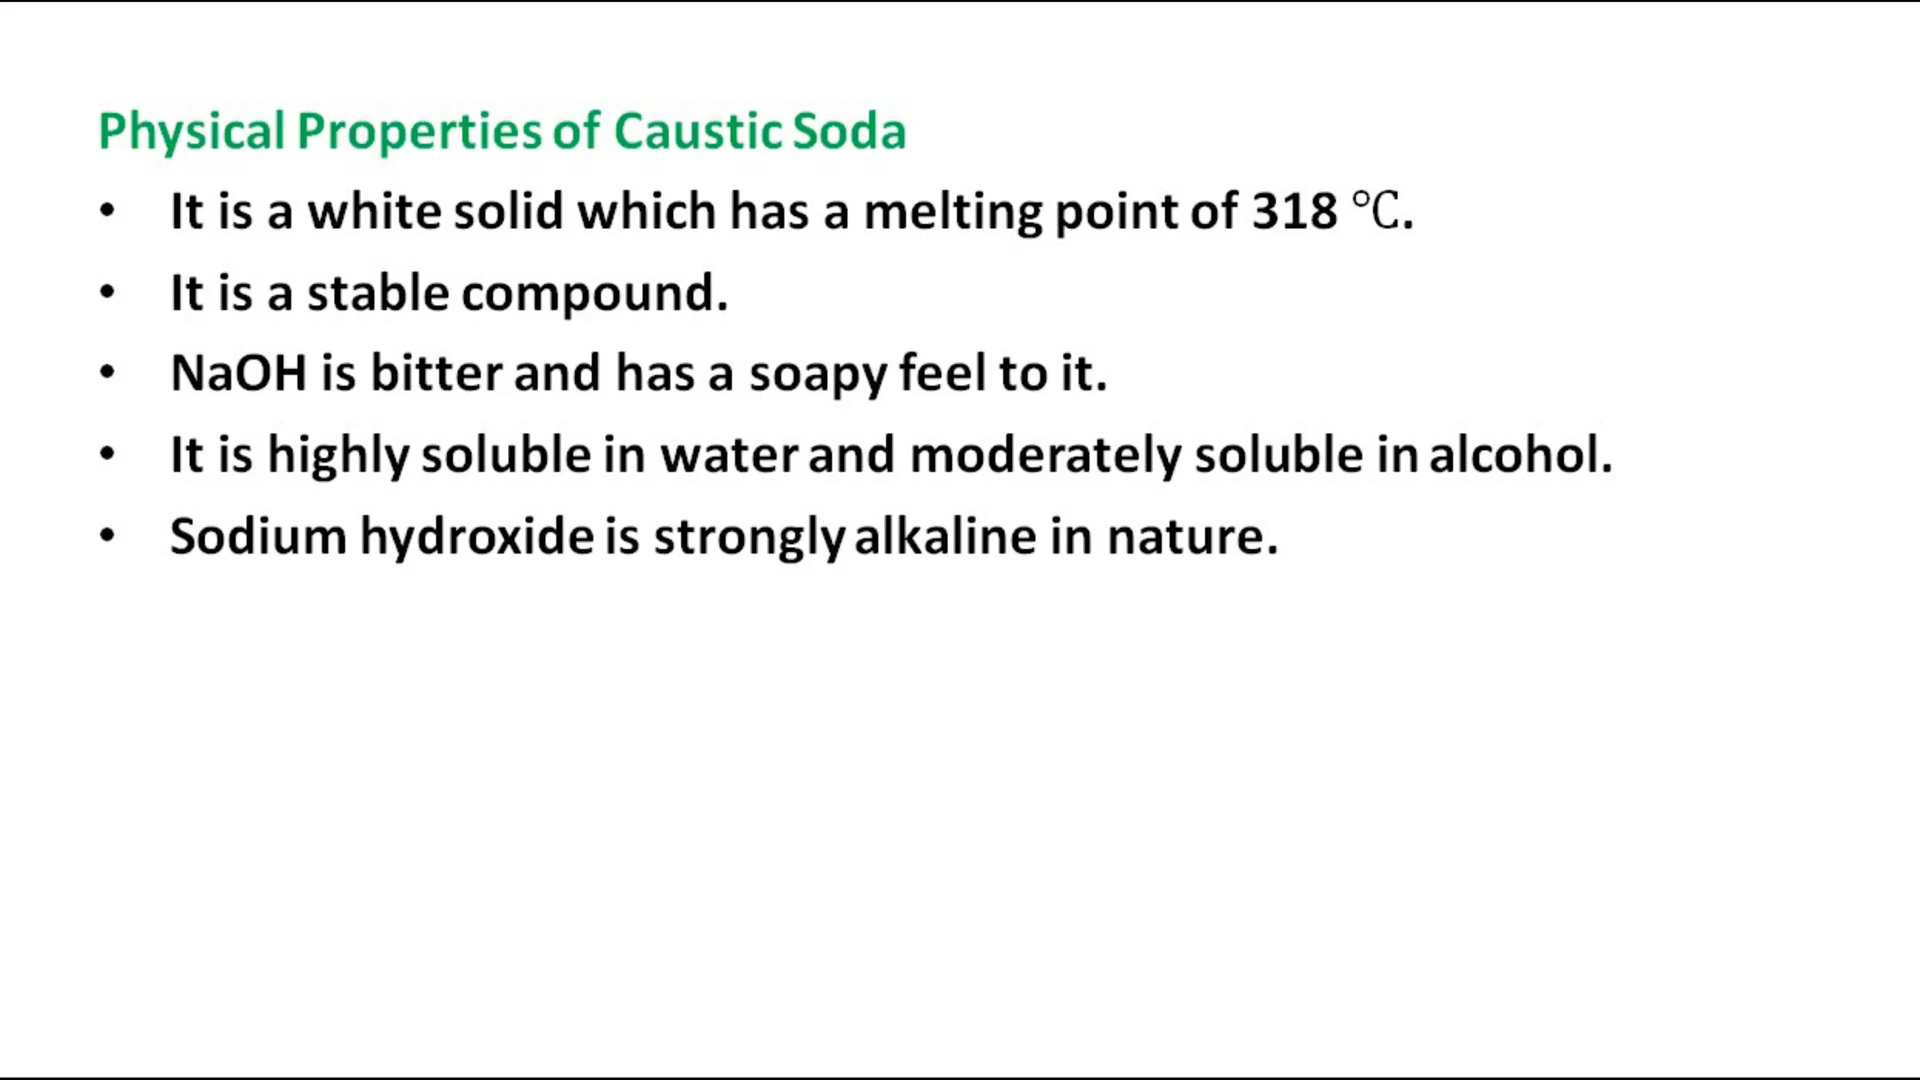 Physical Properties of Caustic Soda
• It is a white solid which has a melting point of 318 ℃.
• It is a stable compound.
• NaOH is bitter and has a soapy feel to it.
• It is highly soluble in water and moderately soluble in alcohol.
• Sodium hydroxide is strongly alkaline in nature.